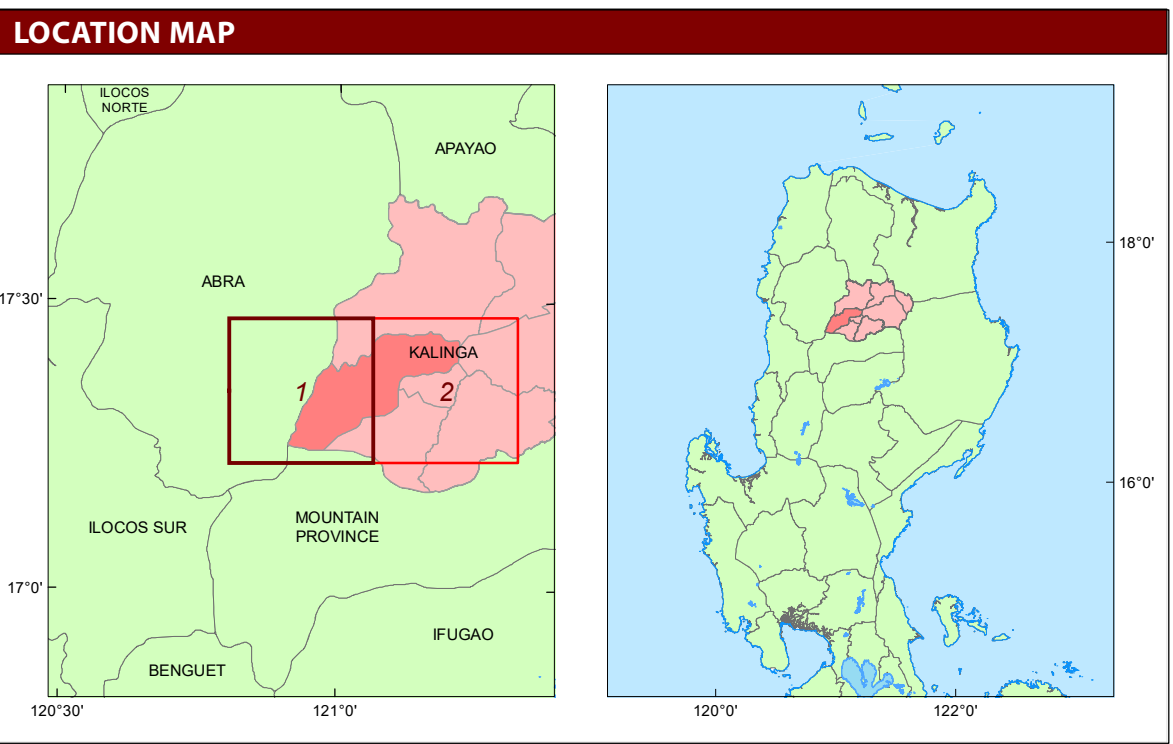 LOCATION MAP
ILOCOS
NORTE
APAYAO
ABRA
17°30'
KALINGA
1
2
ILOCOS SUR
MOUNTAIN
PROVINCE
17°0'
IFUGAO
BENGUET
120°30'
121°0'
18°0'
16°0'
120°0'
122°0'